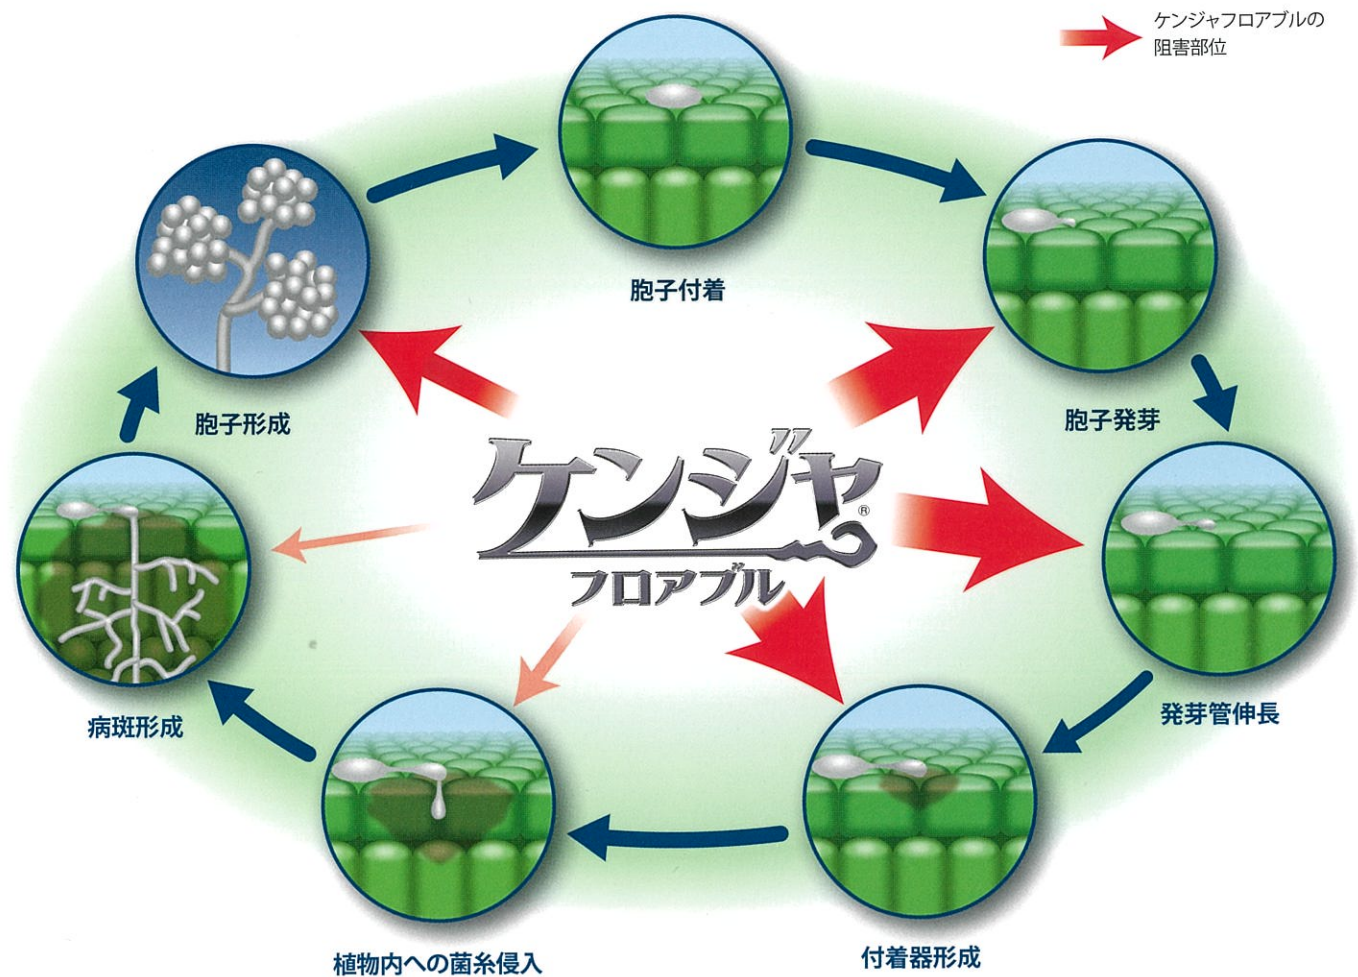 ケンジャフロアブルの
阻害部位
胞子付着
胞子発芽
胞子形成
ケンジャ®
フロアブル
発芽管伸長
病斑形成
付着器形成
植物内への菌糸侵入